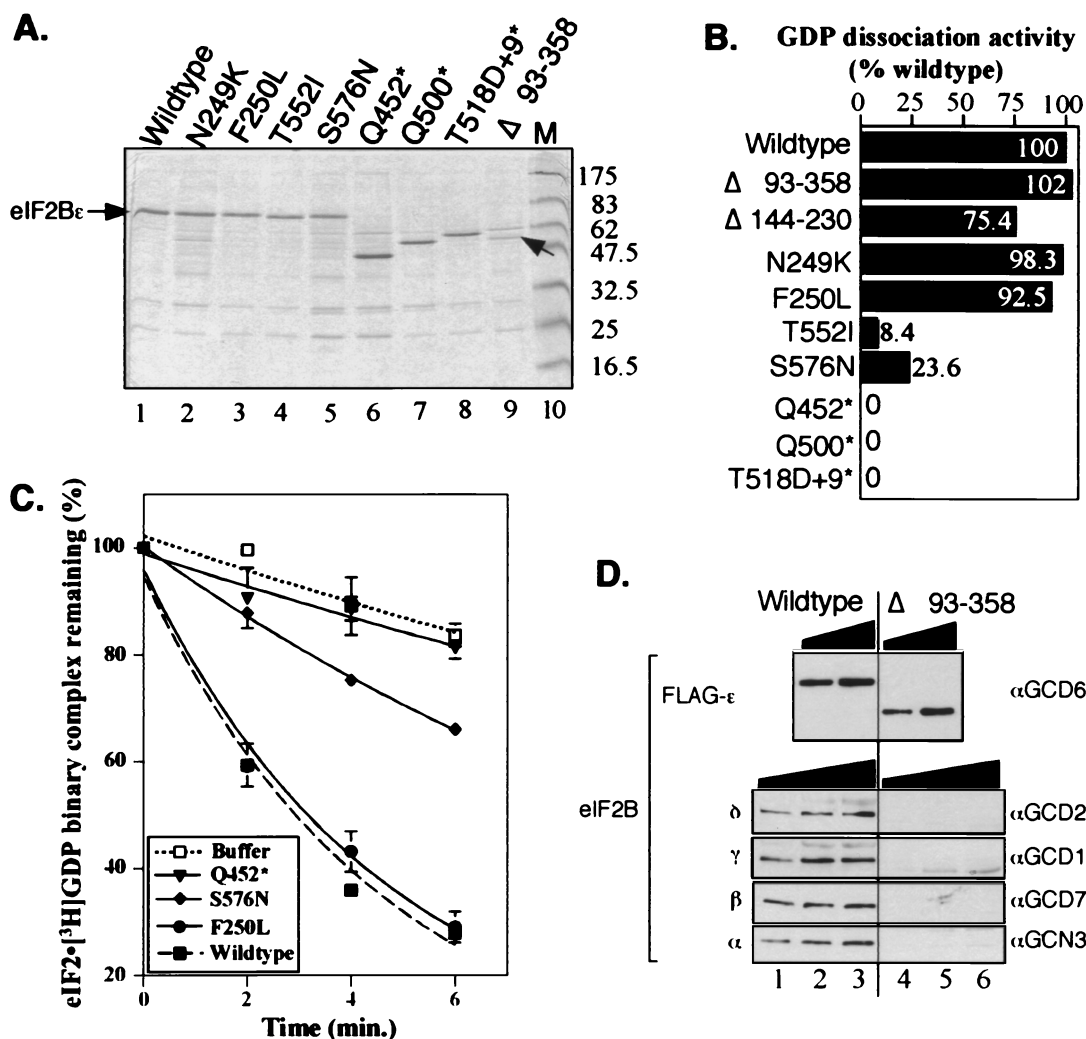 A.
Wildtype
N249K
F250L
T552I
S576N
Q452*
Q500*
T518D+9*
Δ 93-358
M
eIF2Bε
175
83
62
47.5
32.5
25
16.5
1 2 3 4 5 6 7 8 9 10
B.
GDP dissociation activity
(% wildtype)
0 25 75 100
Wildtype 100
Δ 93-358 102
Δ 144-230 75.4
N249K 98.3
F250L 92.5
T552I 8.4
S576N 23.6
Q452* 0
Q500* 0
T518D+9* 0
C.
eIF2•[³H]GDP binary complex remaining (%)
100
80
60
40
20
Buffer
Q452*
S576N
F250L
Wildtype
0 2 4 6
Time (min.)
D.
Wildtype Δ 93-358
FLAG-ε αGCD6
eIF2B
δ αGCD2
γ αGCD1
β αGCD7
α αGCN3
1 2 3 4 5 6